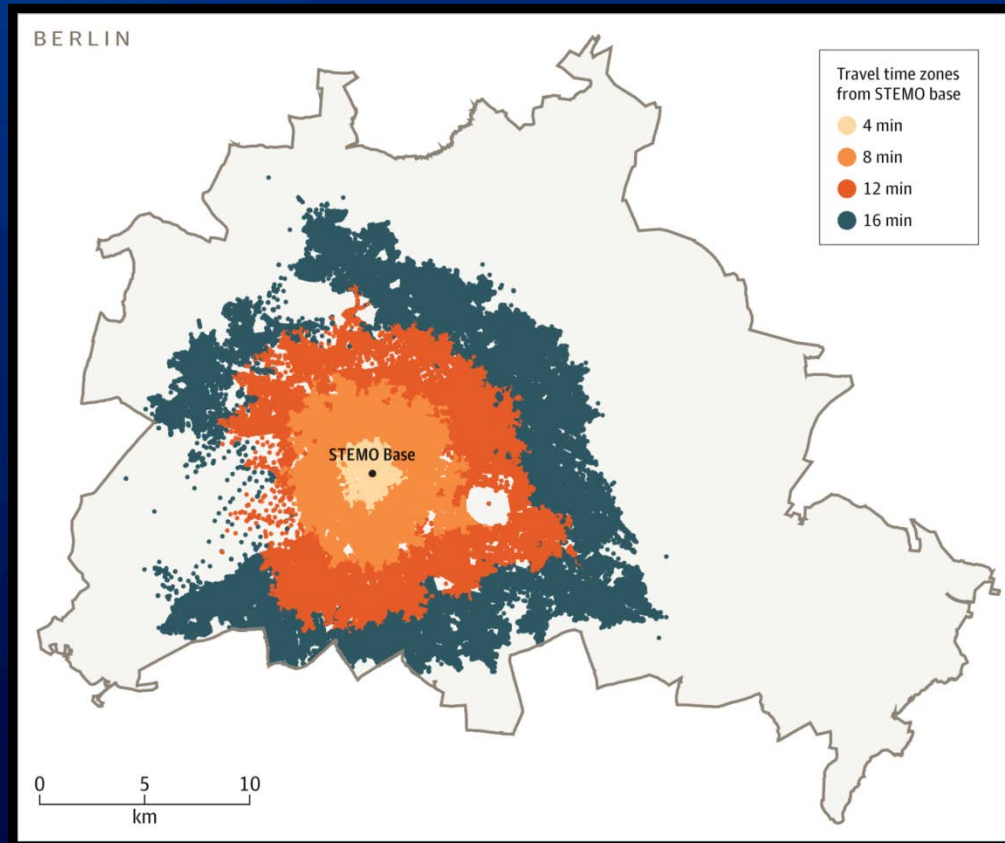 BERLIN
Travel time zones
from STEMO base
4 min
8 min
12 min
16 min
STEMO Base
0 5 10
km